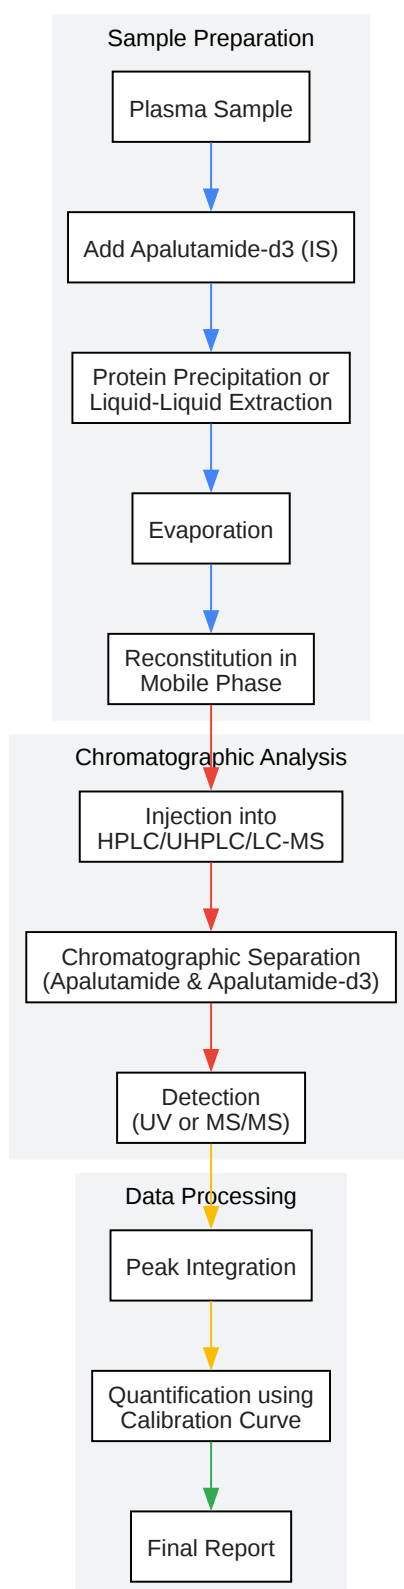 Sample Preparation
Plasma Sample
Add Apalutamide-d3 (IS)
Protein Precipitation or
Liquid-Liquid Extraction
Evaporation
Reconstitution in
Mobile Phase
Chromatographic Analysis
Injection into
HPLC/UHPLC/LC-MS
Chromatographic Separation
(Apalutamide & Apalutamide-d3)
Detection
(UV or MS/MS)
Data Processing
Peak Integration
Quantification using
Calibration Curve
Final Report